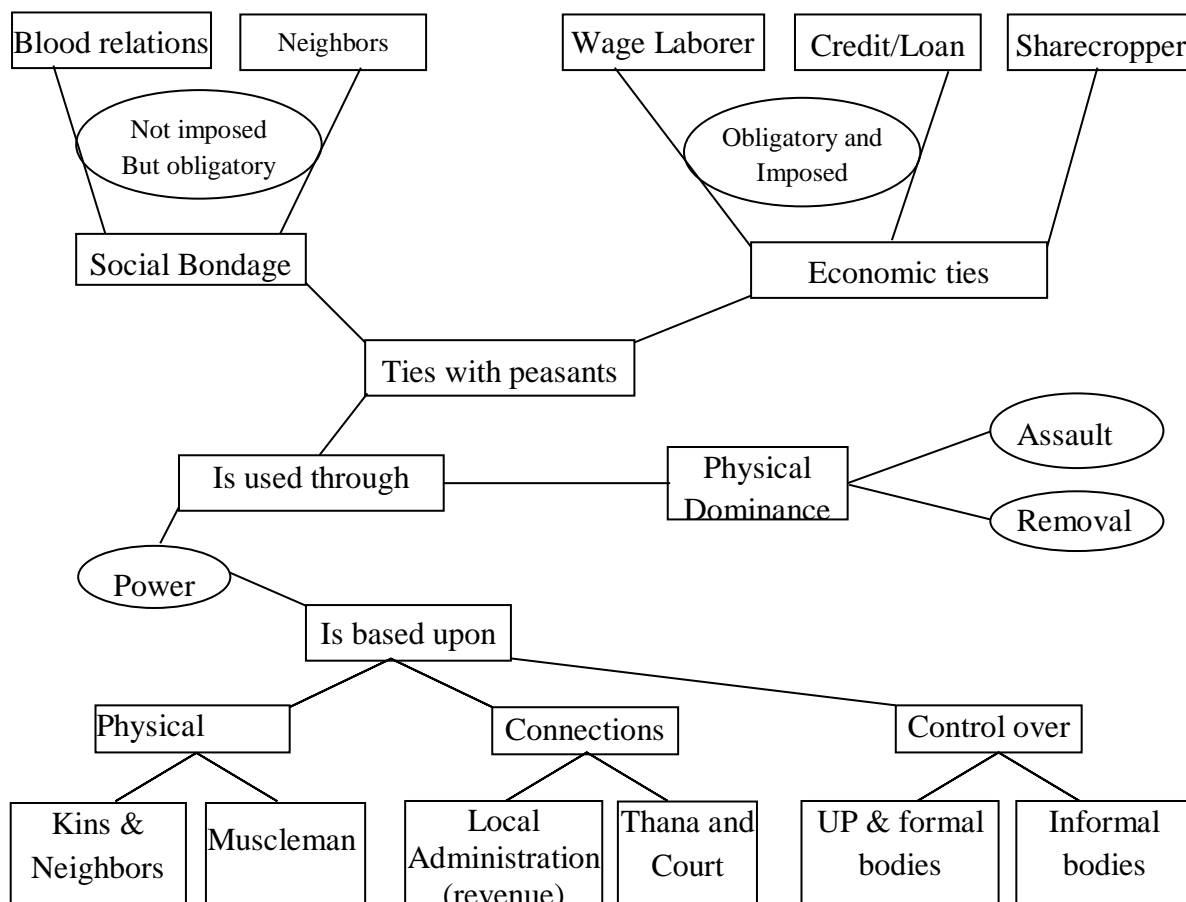 Blood relations
Neighbors
Wage Laborer
Credit/Loan
Sharecropper
Not imposed
But obligatory
Obligatory and
Imposed
Social Bondage
Economic ties
Ties with peasants
Is used through
Physical
Dominance
Assault
Removal
Power
Is based upon
Physical
Connections
Control over
Kins &
Neighbors
Muscleman
Local
Administration
(revenue)
Thana and
Court
UP & formal
bodies
Informal
bodies